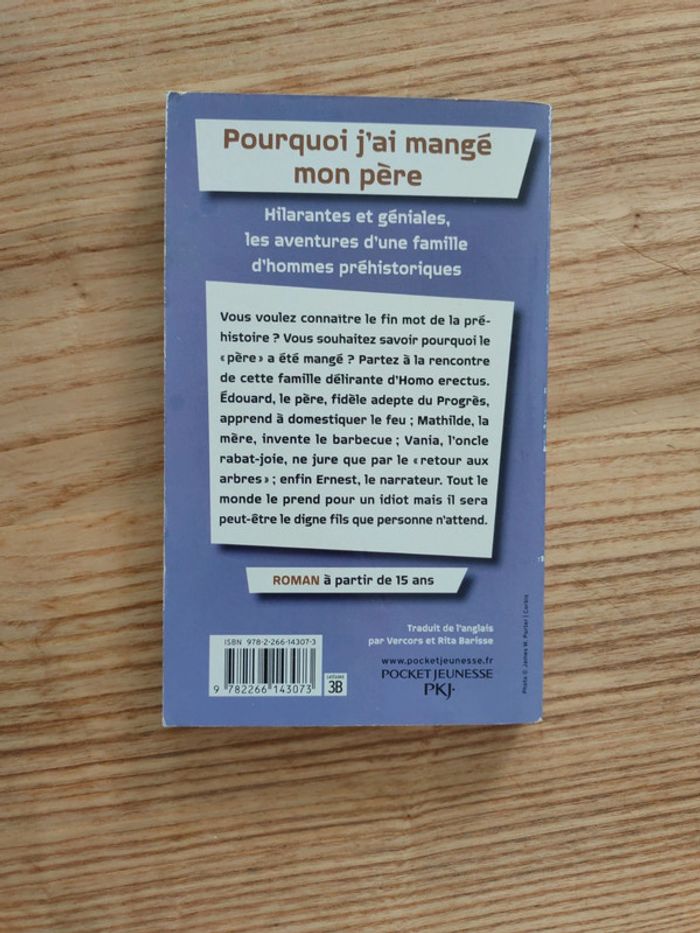 Pourquoi j'ai mangé
mon père
Hilarantes et géniales,
les aventures d'une famille
d'hommes préhistoriques
Vous voulez connaître le fin mot de la pré-
histoire ? Vous souhaitez savoir pourquoi le
« père » a été mangé ? Partez à la rencontre
de cette famille délirante d'Homo erectus.
Édouard, le père, fidèle adepte du Progrès,
apprend à domestiquer le feu ; Mathilde, la
mère, invente le barbecue ; Vania, l'oncle
rabat-joie, ne jure que par le « retour aux
arbres » ; enfin Ernest, le narrateur. Tout le
monde le prend pour un idiot mais il sera
peut-être le digne fils que personne n'attend.
ROMAN à partir de 15 ans
Traduit de l'anglais
par Vercors et Rita Barisse
www.pocketjeunesse.fr
POCKET JEUNESSE
PKJ·
ISBN 978-2-266-14307-3
9 782266 143073
CATÉGORIE
3B
Photo © James W. Porter / Corbis